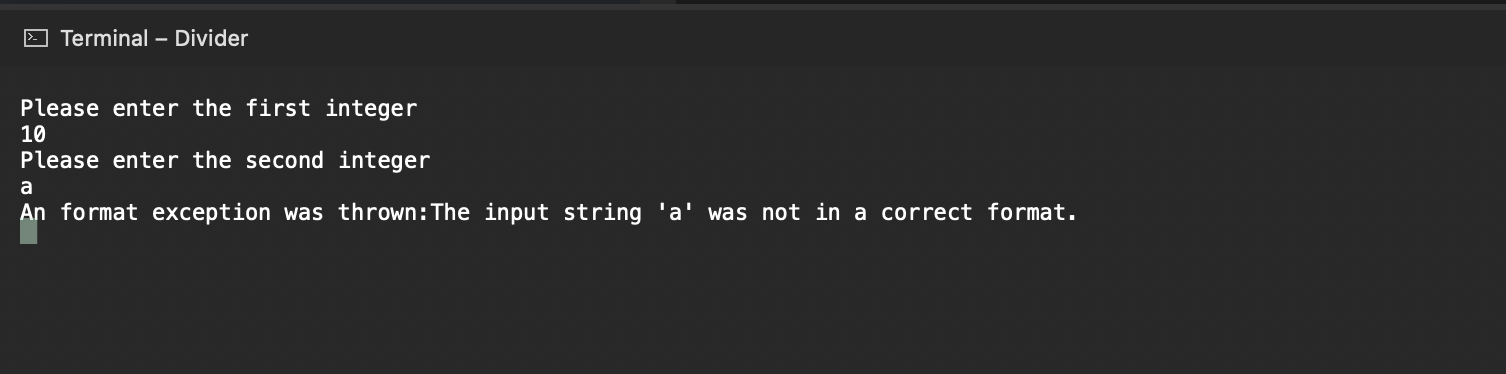 Terminal – Divider
Please enter the first integer
10
Please enter the second integer
a
An format exception was thrown:The input string 'a' was not in a correct format.